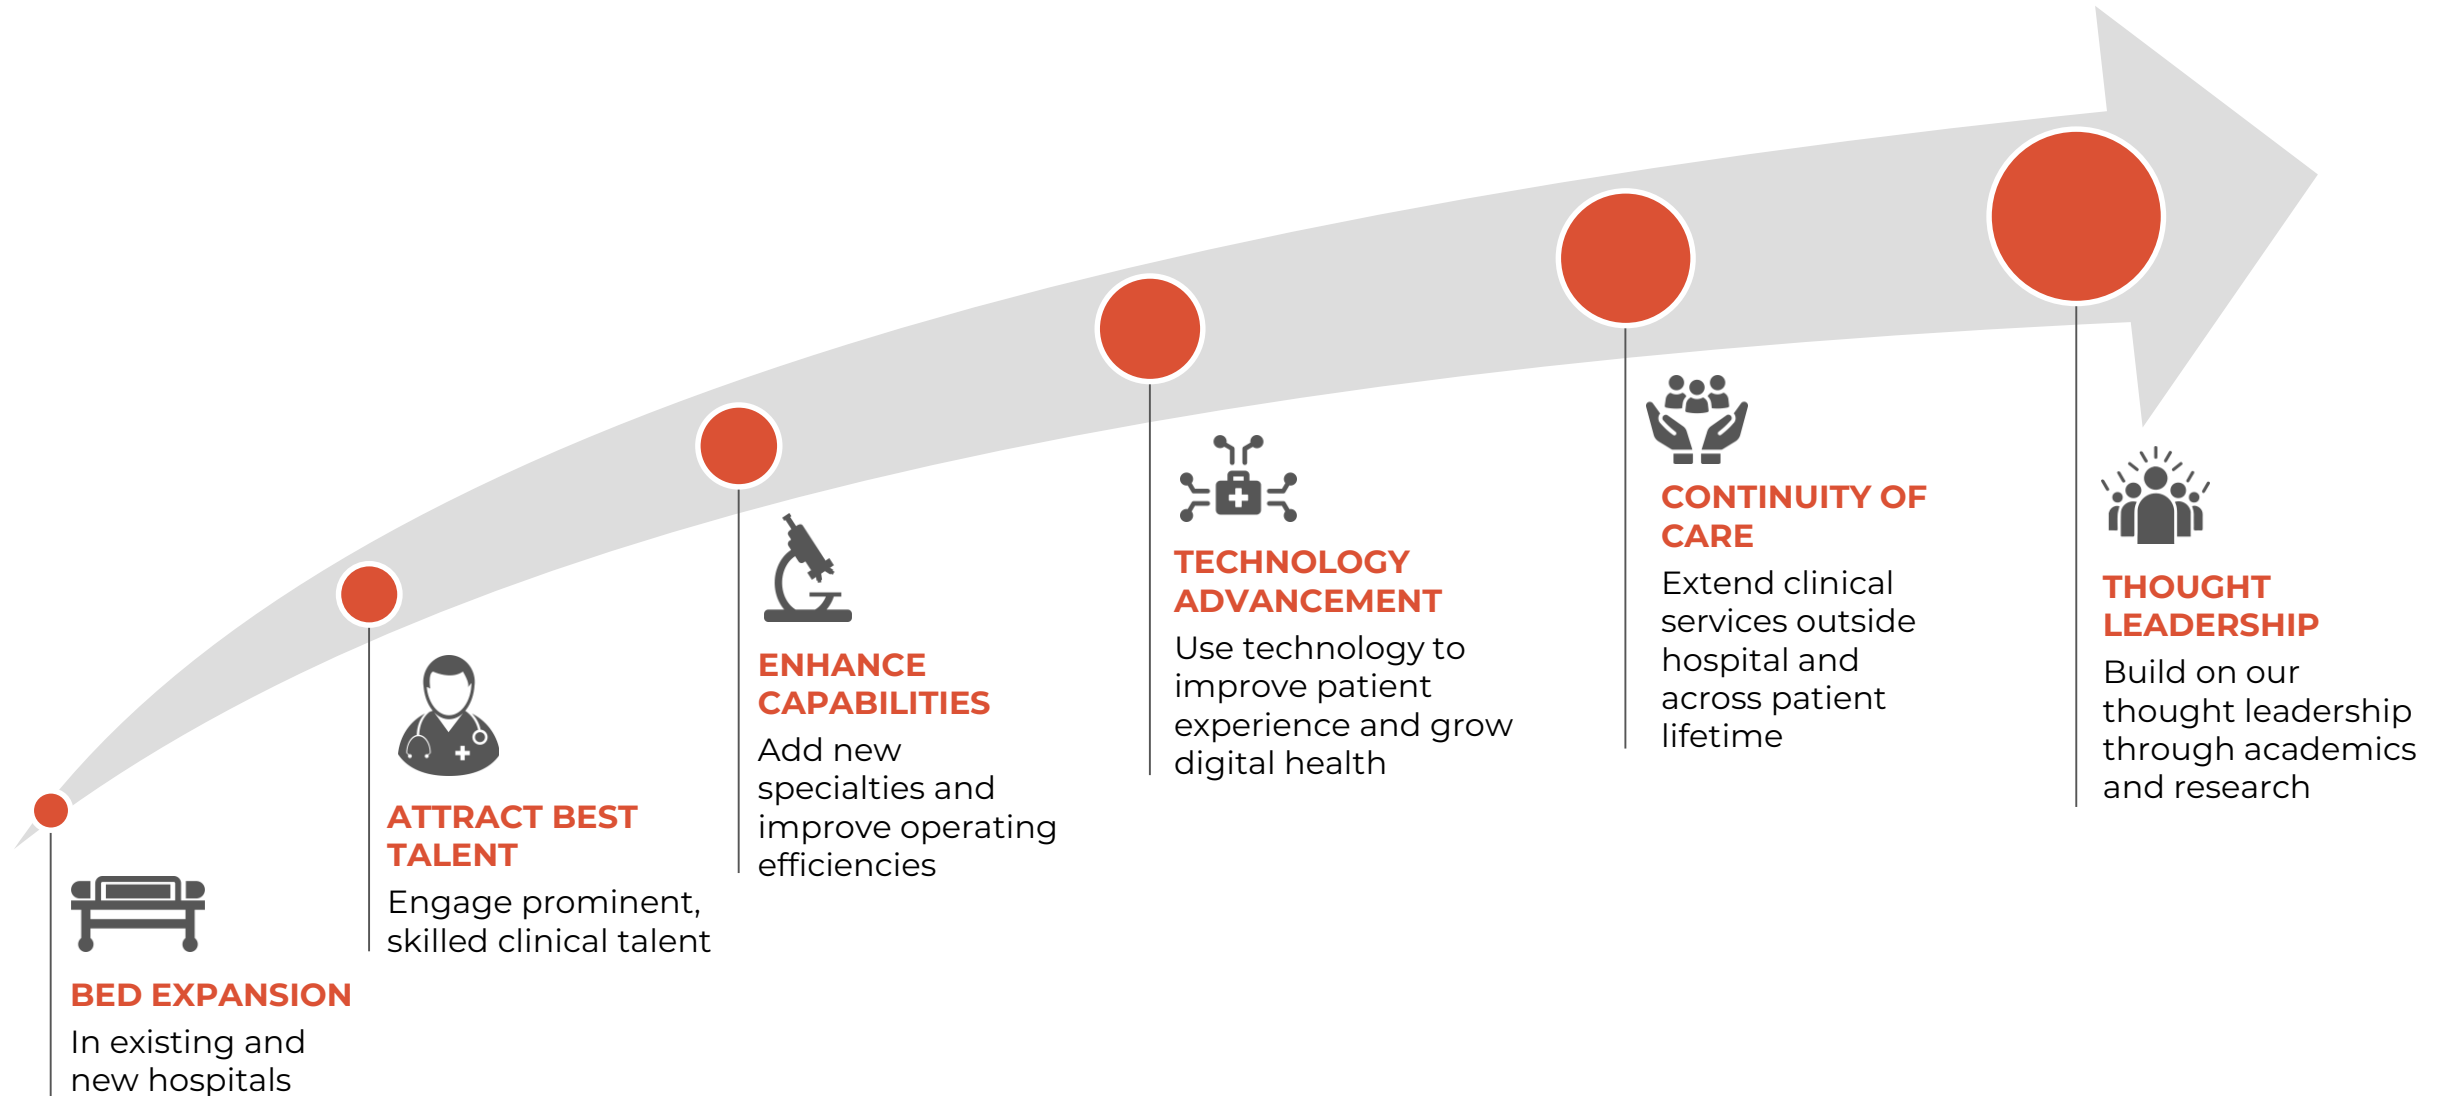 BED EXPANSION
In existing and
new hospitals
ATTRACT BEST
TALENT
Engage prominent,
skilled clinical talent
ENHANCE
CAPABILITIES
Add new
specialties and
improve operating
efficiencies
TECHNOLOGY
ADVANCEMENT
Use technology to
improve patient
experience and grow
digital health
CONTINUITY OF
CARE
Extend clinical
services outside
hospital and
across patient
lifetime
THOUGHT
LEADERSHIP
Build on our
thought leadership
through academics
and research